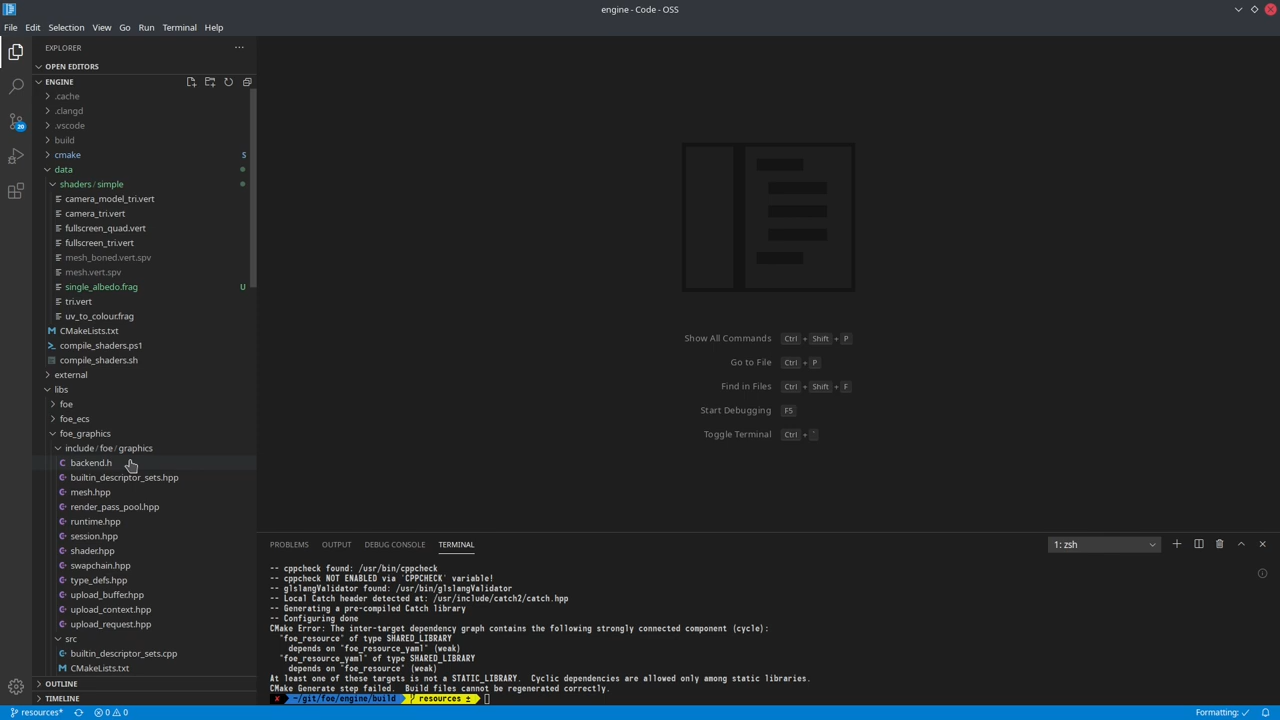 engine - Code - OSS
File Edit Selection View Go Run Terminal Help
EXPLORER
OPEN EDITORS
ENGINE
.cache
.clangd
.vscode
build
cmake S
data
shaders / simple
camera_model_tri.vert
camera_tri.vert
fullscreen_quad.vert
fullscreen_tri.vert
mesh_boned.vert.spv
mesh.vert.spv
single_albedo.frag U
tri.vert
uv_to_colour.frag
CMakeLists.txt
compile_shaders.ps1
compile_shaders.sh
external
libs
foe
foe_ecs
foe_graphics
include / foe / graphics
backend.h
builtin_descriptor_sets.hpp
mesh.hpp
render_pass_pool.hpp
runtime.hpp
session.hpp
shader.hpp
swapchain.hpp
type_defs.hpp
upload_buffer.hpp
upload_context.hpp
upload_request.hpp
src
builtin_descriptor_sets.cpp
CMakeLists.txt
OUTLINE
TIMELINE
20
Show All Commands Ctrl + Shift + P
Go to File Ctrl + P
Find in Files Ctrl + Shift + F
Start Debugging F5
Toggle Terminal Ctrl + `
PROBLEMS OUTPUT DEBUG CONSOLE TERMINAL 1: zsh
-- cppcheck found: /usr/bin/cppcheck
-- cppcheck NOT ENABLED via 'CPPCHECK' variable!
-- glslangValidator found: /usr/bin/glslangValidator
-- Local Catch header detected at: /usr/include/catch2/catch.hpp
-- Generating a pre-compiled Catch library
-- Configuring done
CMake Error: The inter-target dependency graph contains the following strongly connected component (cycle):
"foe_resource" of type SHARED_LIBRARY
depends on "foe_resource_yaml" (weak)
"foe_resource_yaml" of type SHARED_LIBRARY
depends on "foe_resource" (weak)
At least one of these targets is not a STATIC_LIBRARY. Cyclic dependencies are allowed only among static libraries.
CMake Generate step failed. Build files cannot be regenerated correctly.
✘ ~/git/foe/engine/build resources ±
resources* 0 0 Formatting: ✓